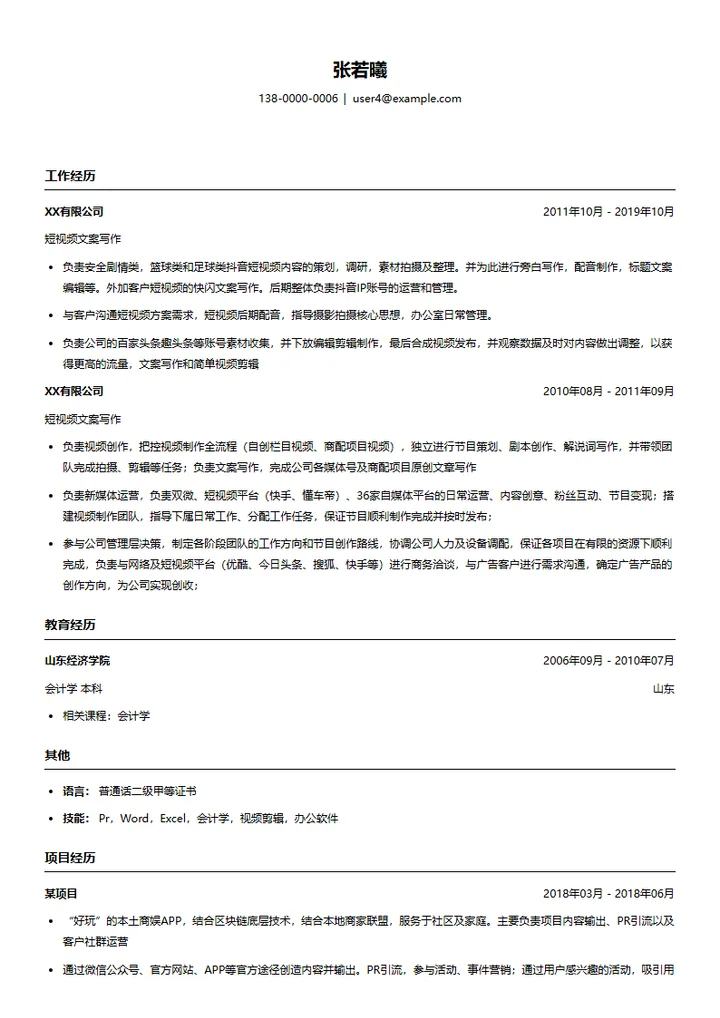 张若曦
138-0000-0006 | user4@example.com
工作经历
XX有限公司 2011年10月 - 2019年10月
短视频文案写作
• 负责安全剧情类，篮球类和足球类抖音短视频内容的策划，调研，素材拍摄及整理。并为此进行旁白写作，配音制作，标题文案
编辑等。外加客户短视频的快闪文案写作。后期整体负责抖音IP账号的运营和管理。
• 与客户沟通短视频方案需求，短视频后期配音，指导摄影拍摄核心思想，办公室日常管理。
• 负责公司的百家头条趣头条等账号素材收集，并下放编辑剪辑制作，最后合成视频发布，并观察数据及时对内容做出调整，以获
得更高的流量，文案写作和简单视频剪辑
XX有限公司 2010年08月 - 2011年09月
短视频文案写作
• 负责视频创作，把控视频制作全流程（自创栏目视频、商配项目视频），独立进行节目策划、剧本创作、解说词写作，并带领团
队完成拍摄、剪辑等任务；负责文案写作，完成公司各媒体号及商配项目原创文章写作
• 负责新媒体运营，负责双微、短视频平台（快手、懂车帝）、36家自媒体平台的日常运营、内容创意、粉丝互动、节目变现；搭
建视频制作团队，指导下属日常工作、分配工作任务，保证节目顺利制作完成并按时发布；
• 参与公司管理层决策，制定各阶段团队的工作方向和节目创作路线，协调公司人力及设备调配，保证各项目在有限的资源下顺利
完成，负责与网络及短视频平台（优酷、今日头条、搜狐、快手等）进行商务洽谈，与广告客户进行需求沟通，确定广告产品的
创作方向，为公司实现创收；
教育经历
山东经济学院 2006年09月 - 2010年07月
会计学 本科 山东
• 相关课程：会计学
其他
• 语言： 普通话二级甲等证书
• 技能： Pr，Word，Excel，会计学，视频剪辑，办公软件
项目经历
某项目 2018年03月 - 2018年06月
• “好玩”的本土商娱APP，结合区块链底层技术，结合本地商家联盟，服务于社区及家庭。主要负责项目内容输出、PR引流以及
客户社群运营
• 通过微信公众号、官方网站、APP等官方途径创造内容并输出。PR引流，参与活动、事件营销；通过用户感兴趣的活动，吸引用